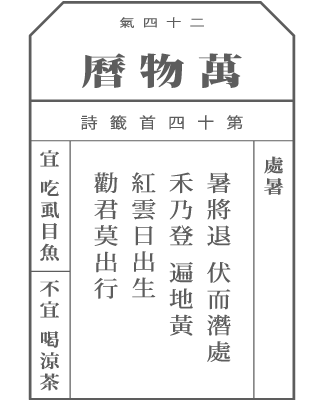 二十四氣
萬物曆
第十四首籤詩
處暑
暑將退 伏而潛處
禾乃登 遍地黃
紅雲日出生
勸君莫出行
宜 吃虱目魚
不宜 喝涼茶